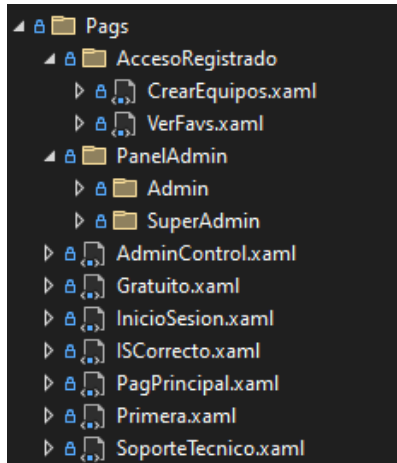 Pags
AccesoRegistrado
CrearEquipos.xaml
VerFavs.xaml
PanelAdmin
Admin
SuperAdmin
AdminControl.xaml
Gratuito.xaml
InicioSesion.xaml
ISCorrecto.xaml
PagPrincipal.xaml
Primera.xaml
SoporteTecnico.xaml